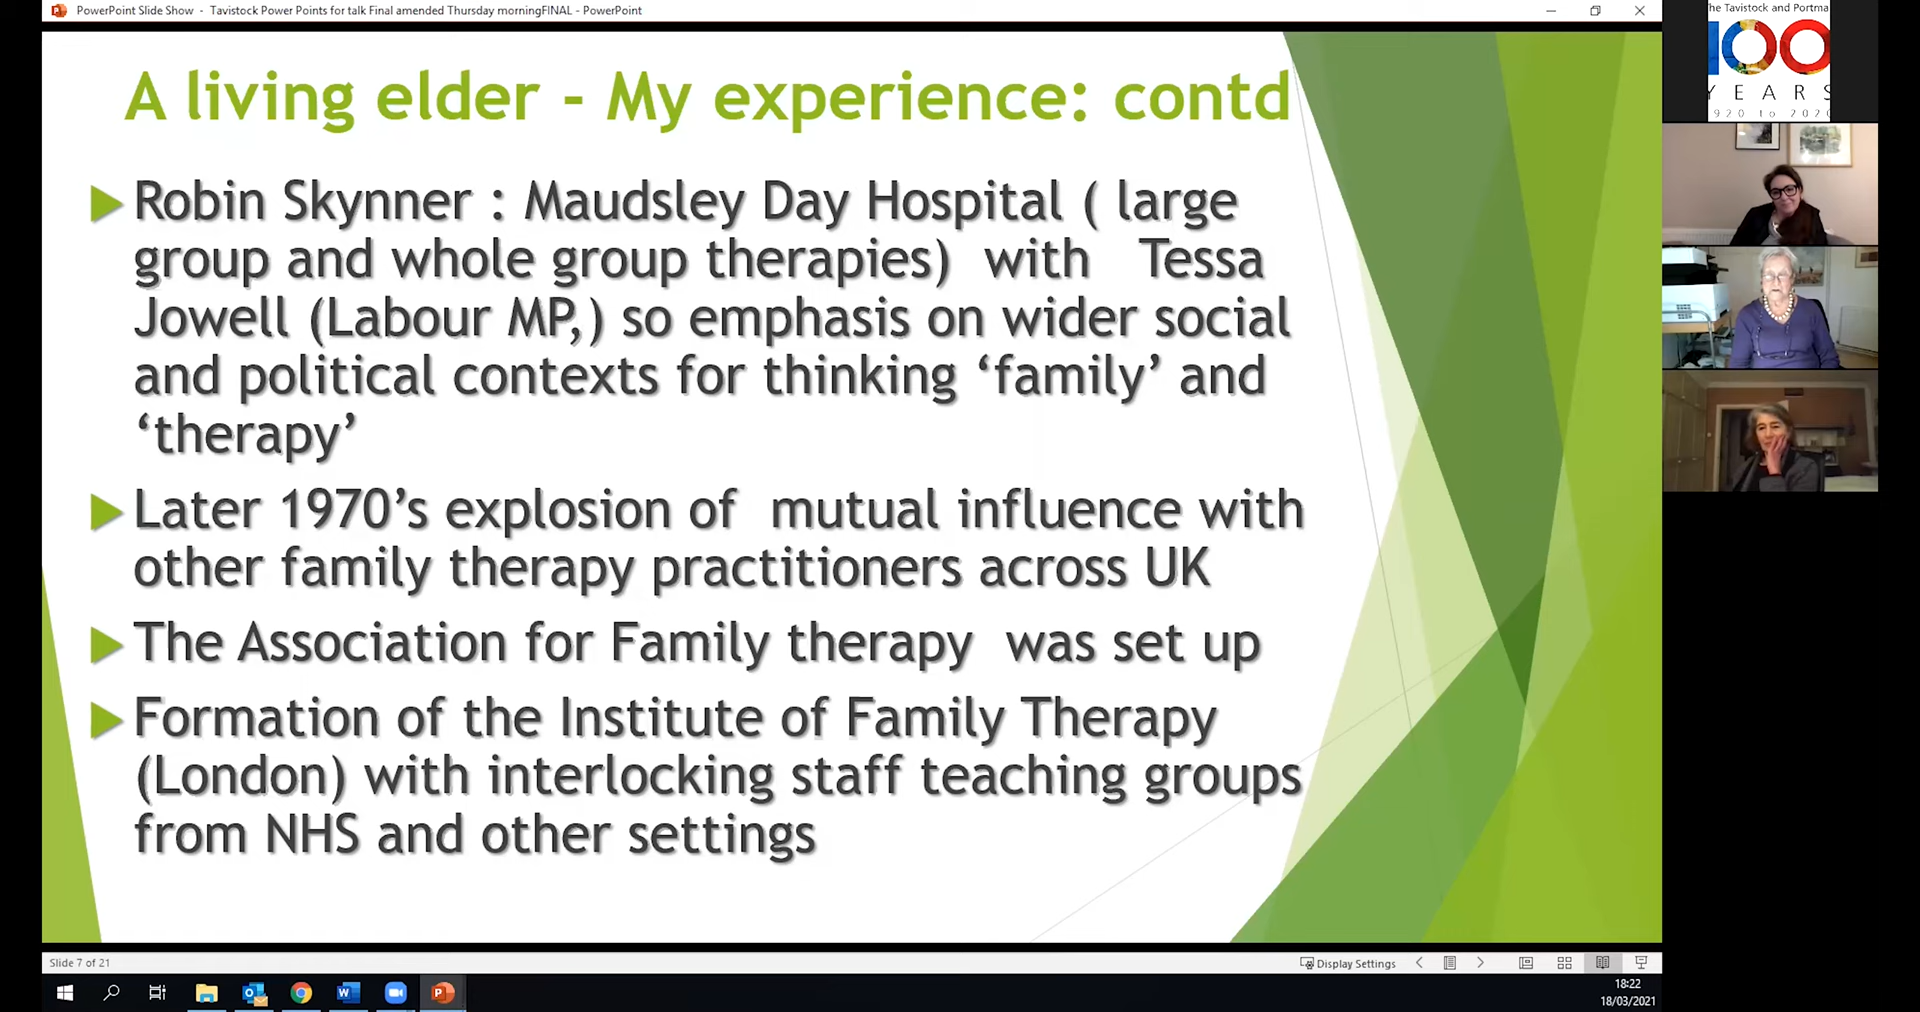 PowerPoint Slide Show - Tavistock Power Points for talk Final amended Thursday morningFINAL - PowerPoint
A living elder - My experience: contd
Robin Skynner : Maudsley Day Hospital ( large
group and whole group therapies) with Tessa
Jowell (Labour MP,) so emphasis on wider social
and political contexts for thinking ‘family’ and
‘therapy’
Later 1970’s explosion of mutual influence with
other family therapy practitioners across UK
The Association for Family therapy was set up
Formation of the Institute of Family Therapy
(London) with interlocking staff teaching groups
from NHS and other settings
he Tavistock and Portma
100
YEARS
920 to 2020
Slide 7 of 21
Display Settings
18:22
18/03/2021